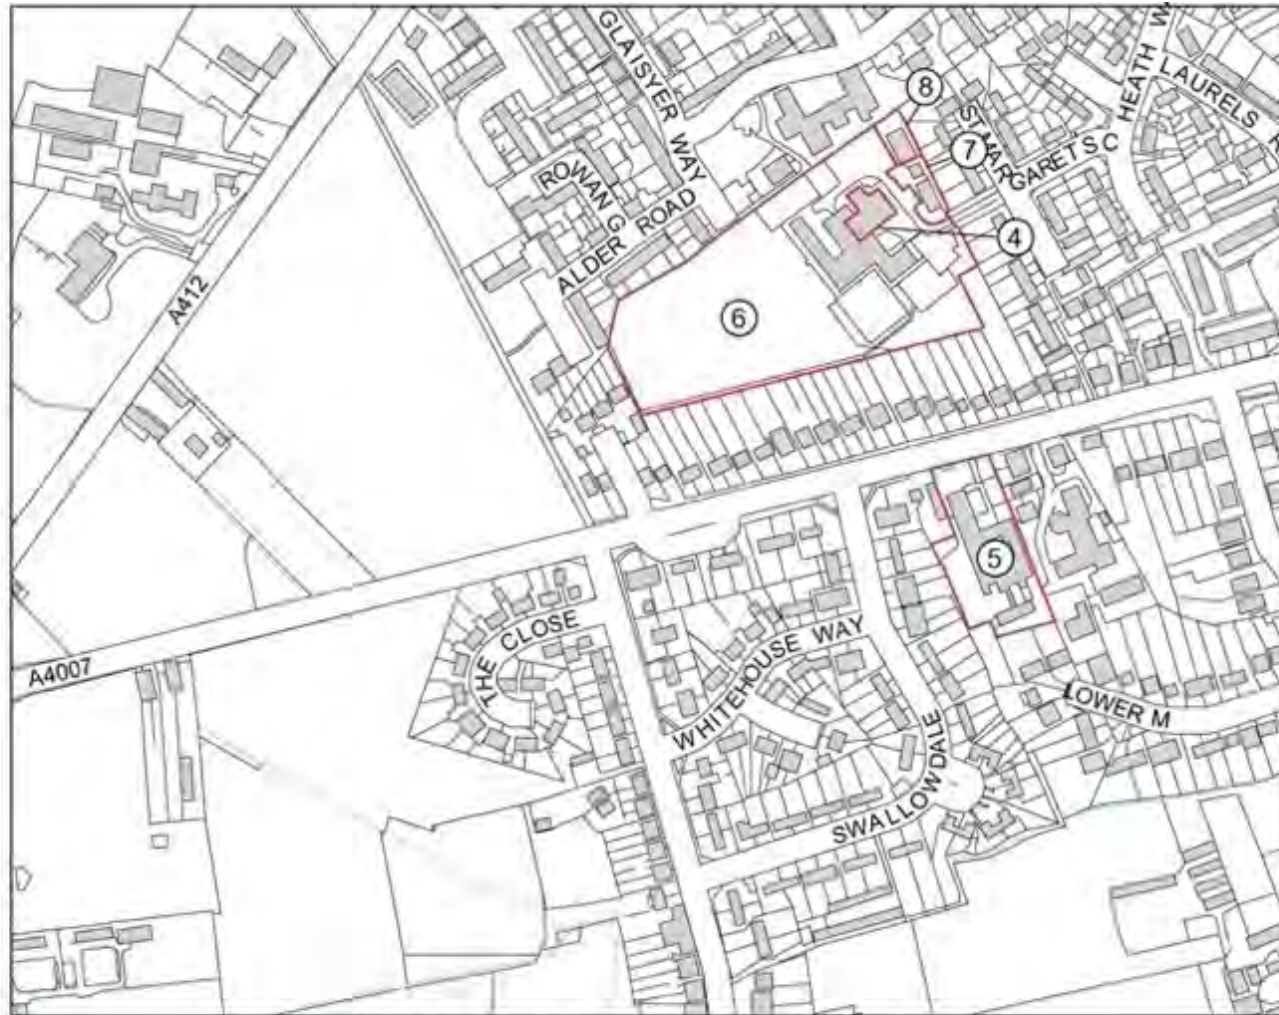 GLAISYER WAY
HEATH WA
LAURELS R
8
ST MARGARETS C
7
ROWAN G
ALDER ROAD
4
A412
6
5
THE CLOSE
WHITEHOUSE WAY
A4007
LOWER M
SWALLOWDALE